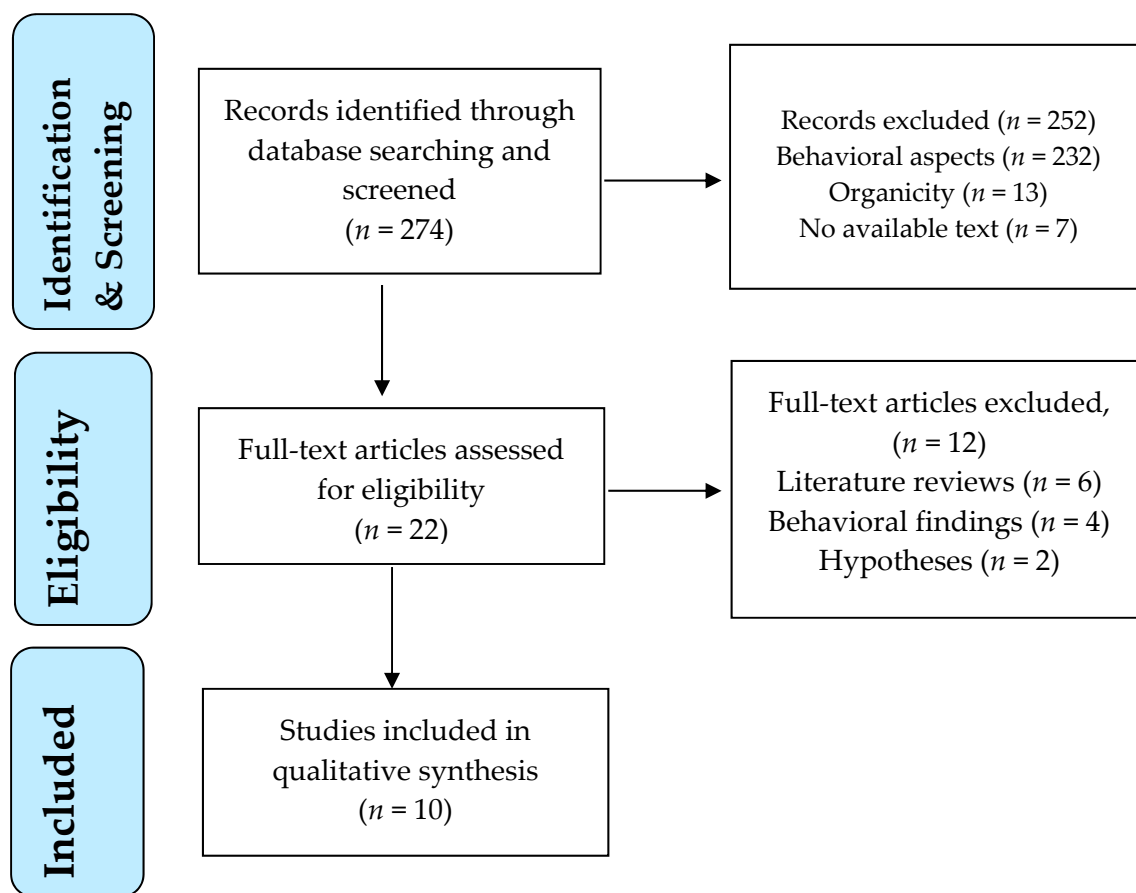 Identification
& Screening
Records identified through
database searching and
screened
(n = 274)
Records excluded (n = 252)
Behavioral aspects (n = 232)
Organicity (n = 13)
No available text (n = 7)
Eligibility
Full-text articles assessed
for eligibility
(n = 22)
Full-text articles excluded,
(n = 12)
Literature reviews (n = 6)
Behavioral findings (n = 4)
Hypotheses (n = 2)
Included
Studies included in
qualitative synthesis
(n = 10)